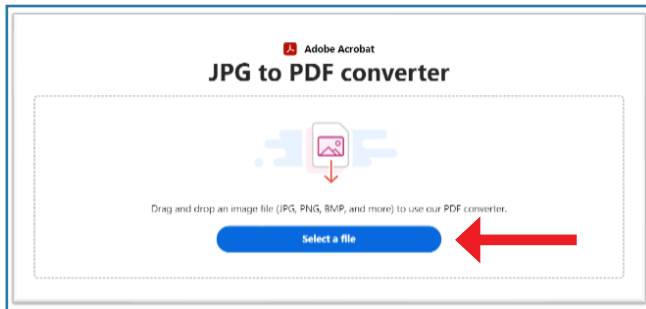 Adobe Acrobat
JPG to PDF converter
Drag and drop an image file (JPG, PNG, BMP, and more) to use our PDF converter.
Select a file